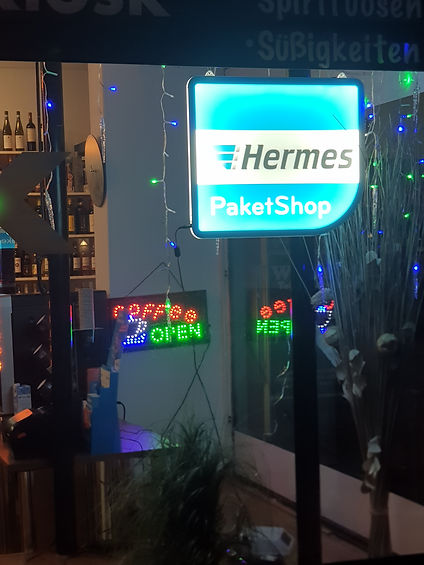 KIOSK
Spirituosen
·Süßigkeiten
Hermes
PaketShop
coffee
OPEN